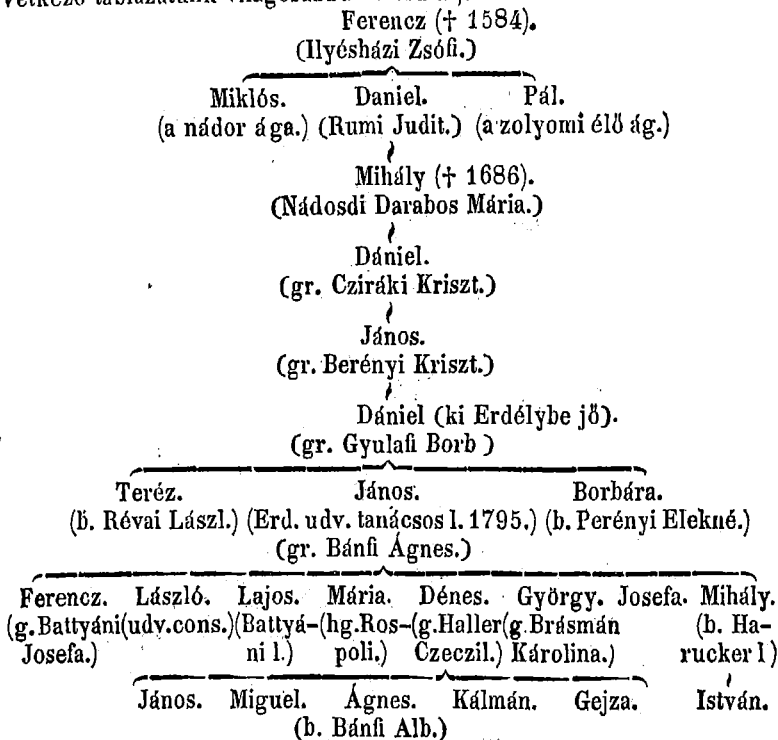 Ferencz († 1584).
(Ilyésházi Zsófi.)
Miklós. Daniel. Pál.
(a nádor ága.) (Rumi Judit.) (a zolyomi élő ág.)
Mihály († 1686).
(Nádosdi Darabos Mária.)
Dániel.
(gr. Cziráki Kriszt.)
János.
(gr. Berényi Kriszt.)
Dániel (ki Erdélybe jő).
(gr. Gyulafi Borb )
Teréz. János. Borbára.
(b. Révai Lászl.) (Erd. udv. tanácsos l. 1795.) (b. Perényi Elekné.)
(gr. Bánfi Ágnes.)
Ferencz. László. Lajos. Mária. Dénes. György. Josefa. Mihály.
(g. Battyáni (udv. cons.) (Battyá- (hg. Ros- (g. Haller (g. Brásmán (b. Ha-
Josefa.) ni l.) poli.) Czeczil.) Károlina.) rucker l )
János. Miguel. Ágnes. Kálmán. Gejza. István.
(b. Bánfi Alb.)